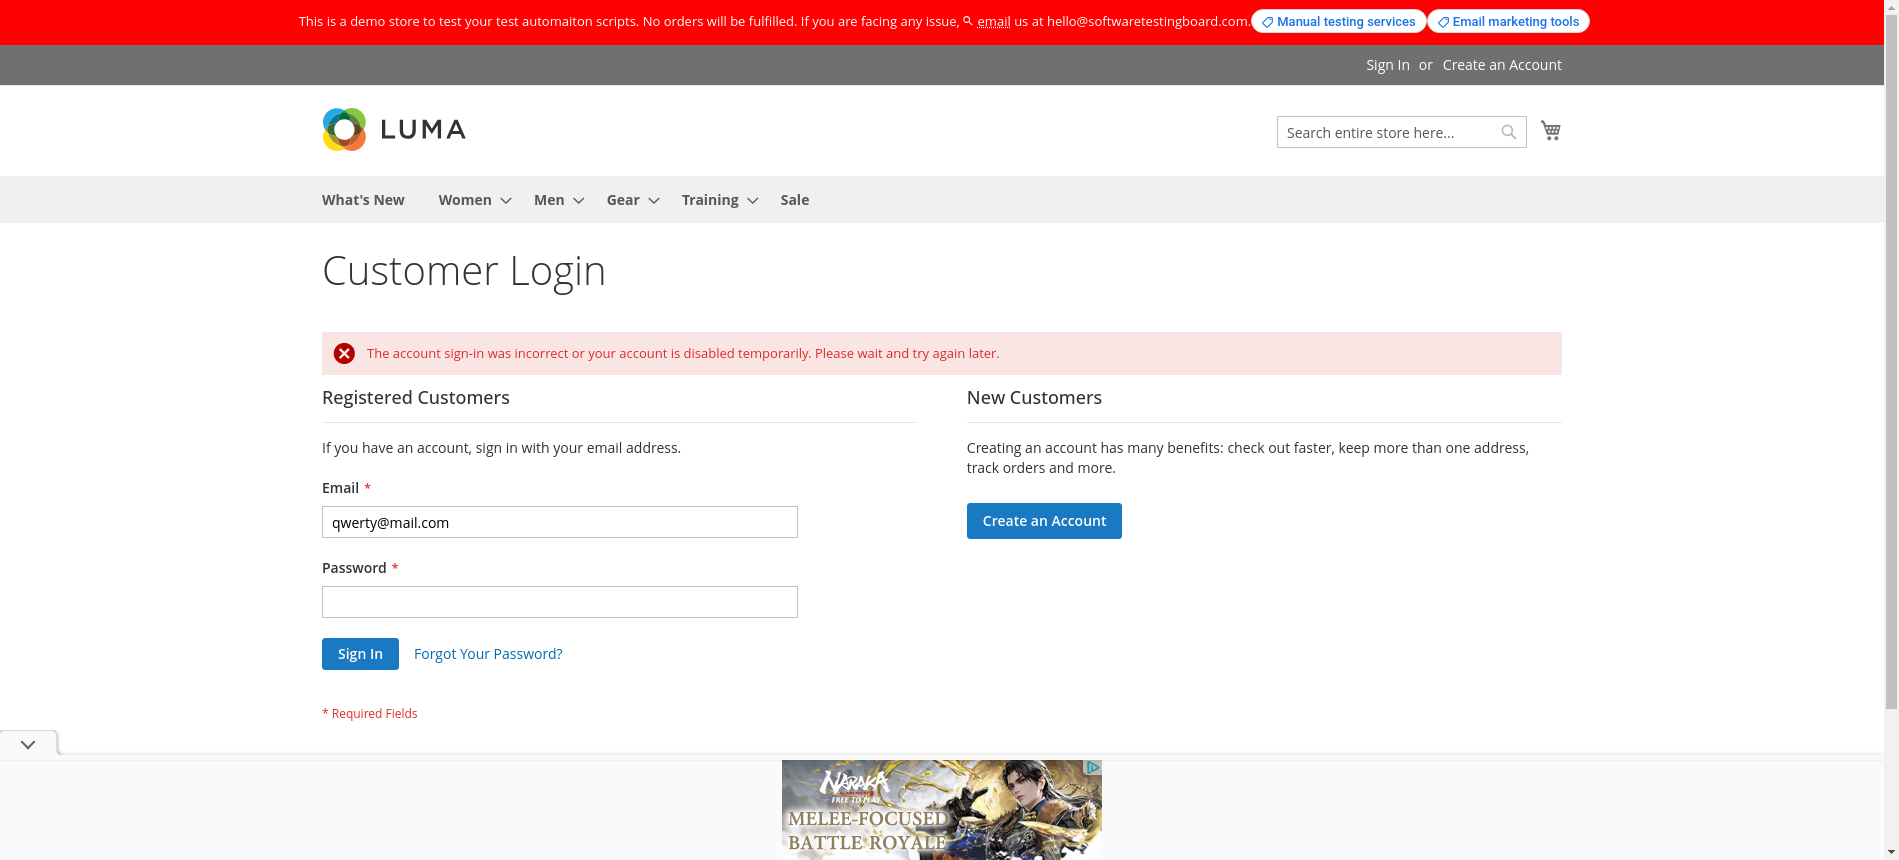 This is a demo store to test your test automaiton scripts. No orders will be fulfilled. If you are facing any issue, email us at hello@softwaretestingboard.com. Manual testing services Email marketing tools
Sign In or Create an Account
LUMA
Search entire store here...
What's New Women Men Gear Training Sale
Customer Login
The account sign-in was incorrect or your account is disabled temporarily. Please wait and try again later.
Registered Customers
If you have an account, sign in with your email address.
Email *
qwerty@mail.com
Password *
Sign In Forgot Your Password?
* Required Fields
New Customers
Creating an account has many benefits: check out faster, keep more than one address,
track orders and more.
Create an Account
NARAKA
FREE TO PLAY
MELEE-FOCUSED
BATTLE ROYALE